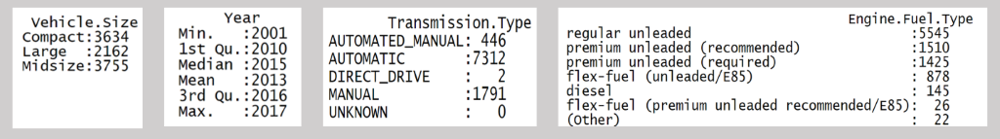 Vehicle.Size
Compact:3634
Large  :2162
Midsize:3755
Year
Min.   :2001
1st Qu.:2010
Median :2015
Mean   :2013
3rd Qu.:2016
Max.   :2017
Transmission.Type
AUTOMATED_MANUAL: 446
AUTOMATIC       :7312
DIRECT_DRIVE    :   2
MANUAL          :1791
UNKNOWN         :   0
Engine.Fuel.Type
regular unleaded                            :5545
premium unleaded (recommended)              :1510
premium unleaded (required)                 :1425
flex-fuel (unleaded/E85)                    : 878
diesel                                      : 145
flex-fuel (premium unleaded recommended/E85):  26
(Other)                                     :  22